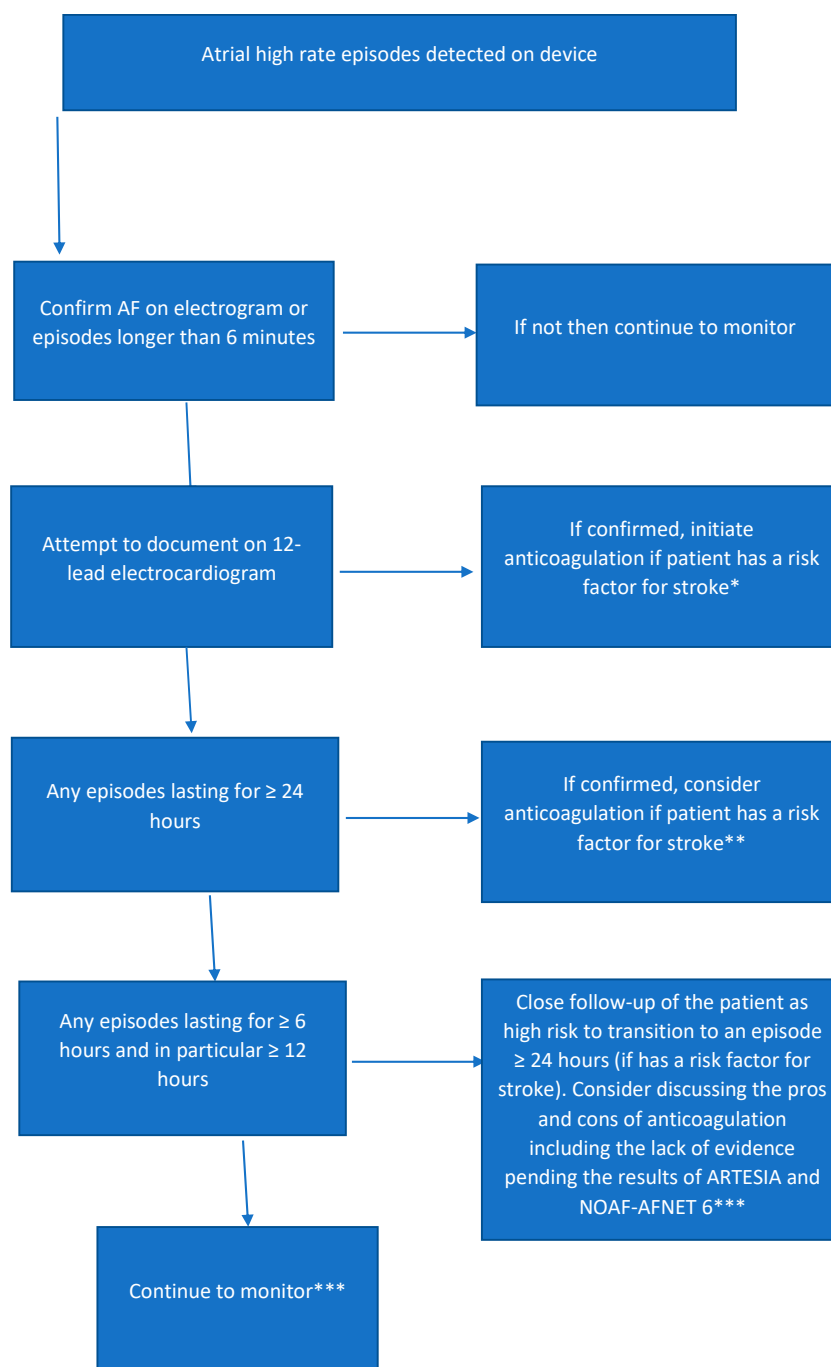 Atrial high rate episodes detected on device
Confirm AF on electrogram or
episodes longer than 6 minutes
If not then continue to monitor
Attempt to document on 12-
lead electrocardiogram
If confirmed, initiate
anticoagulation if patient has a risk
factor for stroke*
Any episodes lasting for ≥ 24
hours
If confirmed, consider
anticoagulation if patient has a risk
factor for stroke**
Any episodes lasting for ≥ 6
hours and in particular ≥ 12
hours
Close follow-up of the patient as
high risk to transition to an episode
≥ 24 hours (if has a risk factor for
stroke). Consider discussing the pros
and cons of anticoagulation
including the lack of evidence
pending the results of ARTESIA and
NOAF-AFNET 6***
Continue to monitor***